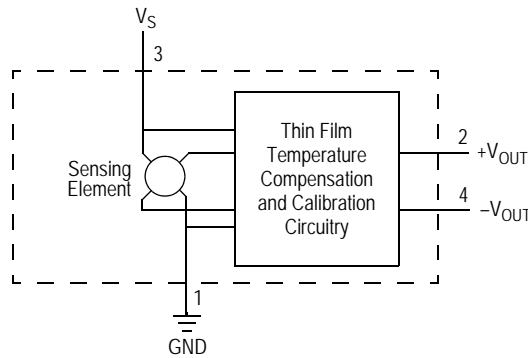 VS
3
Sensing
Element
Thin Film
Temperature
Compensation
and Calibration
Circuitry
2
+VOUT
4
–VOUT
1
GND